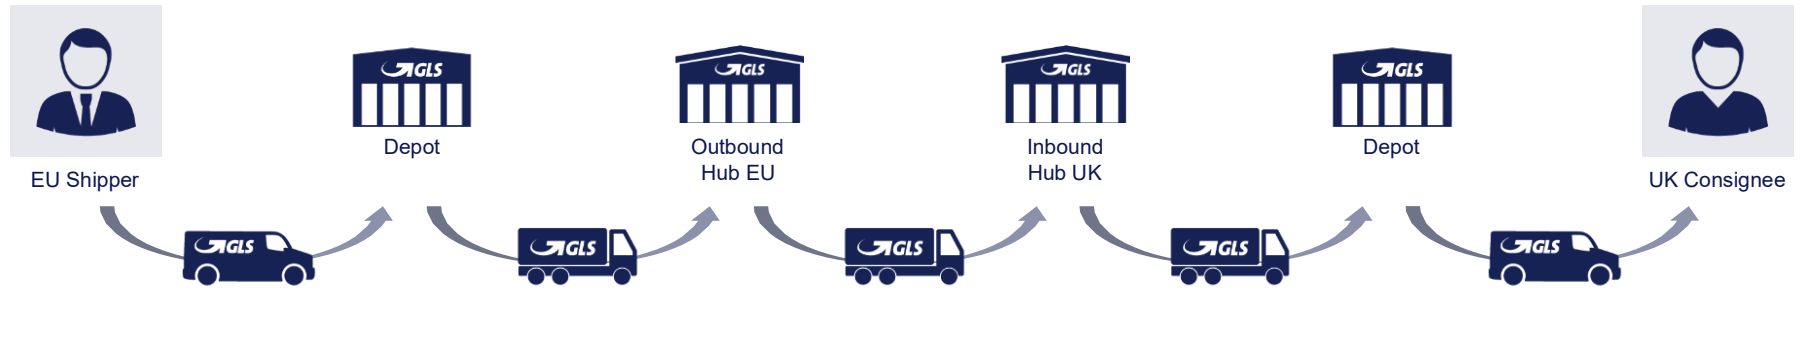 GLS
GLS
GLS
GLS
Depot
Outbound
Hub EU
Inbound
Hub UK
Depot
EU Shipper
UK Consignee
GLS
GLS
GLS
GLS
GLS